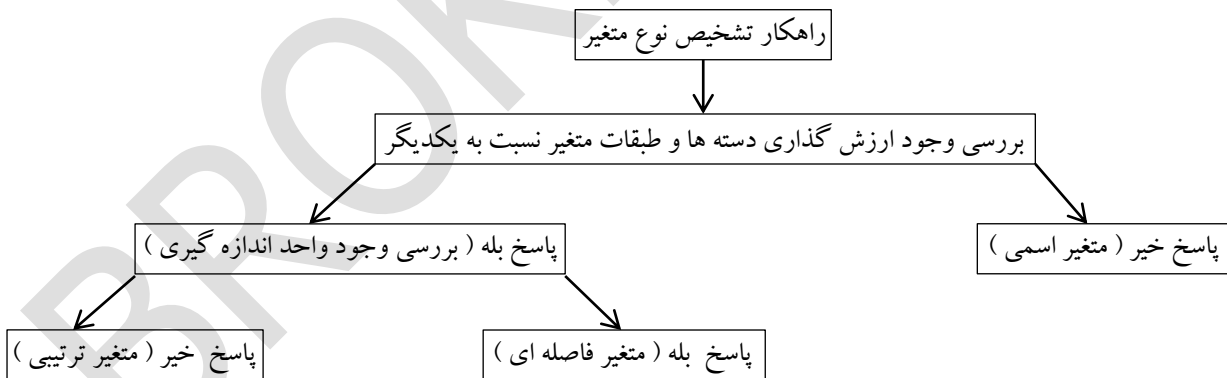 راهکار تشخیص نوع متغیر
بررسی وجود ارزش گذاری دسته ها و طبقات متغیر نسبت به یکدیگر
پاسخ خیر ( متغیر اسمی )
پاسخ بله ( بررسی وجود واحد اندازه گیری )
پاسخ بله ( متغیر فاصله ای )
پاسخ خیر ( متغیر ترتیبی )
BROK